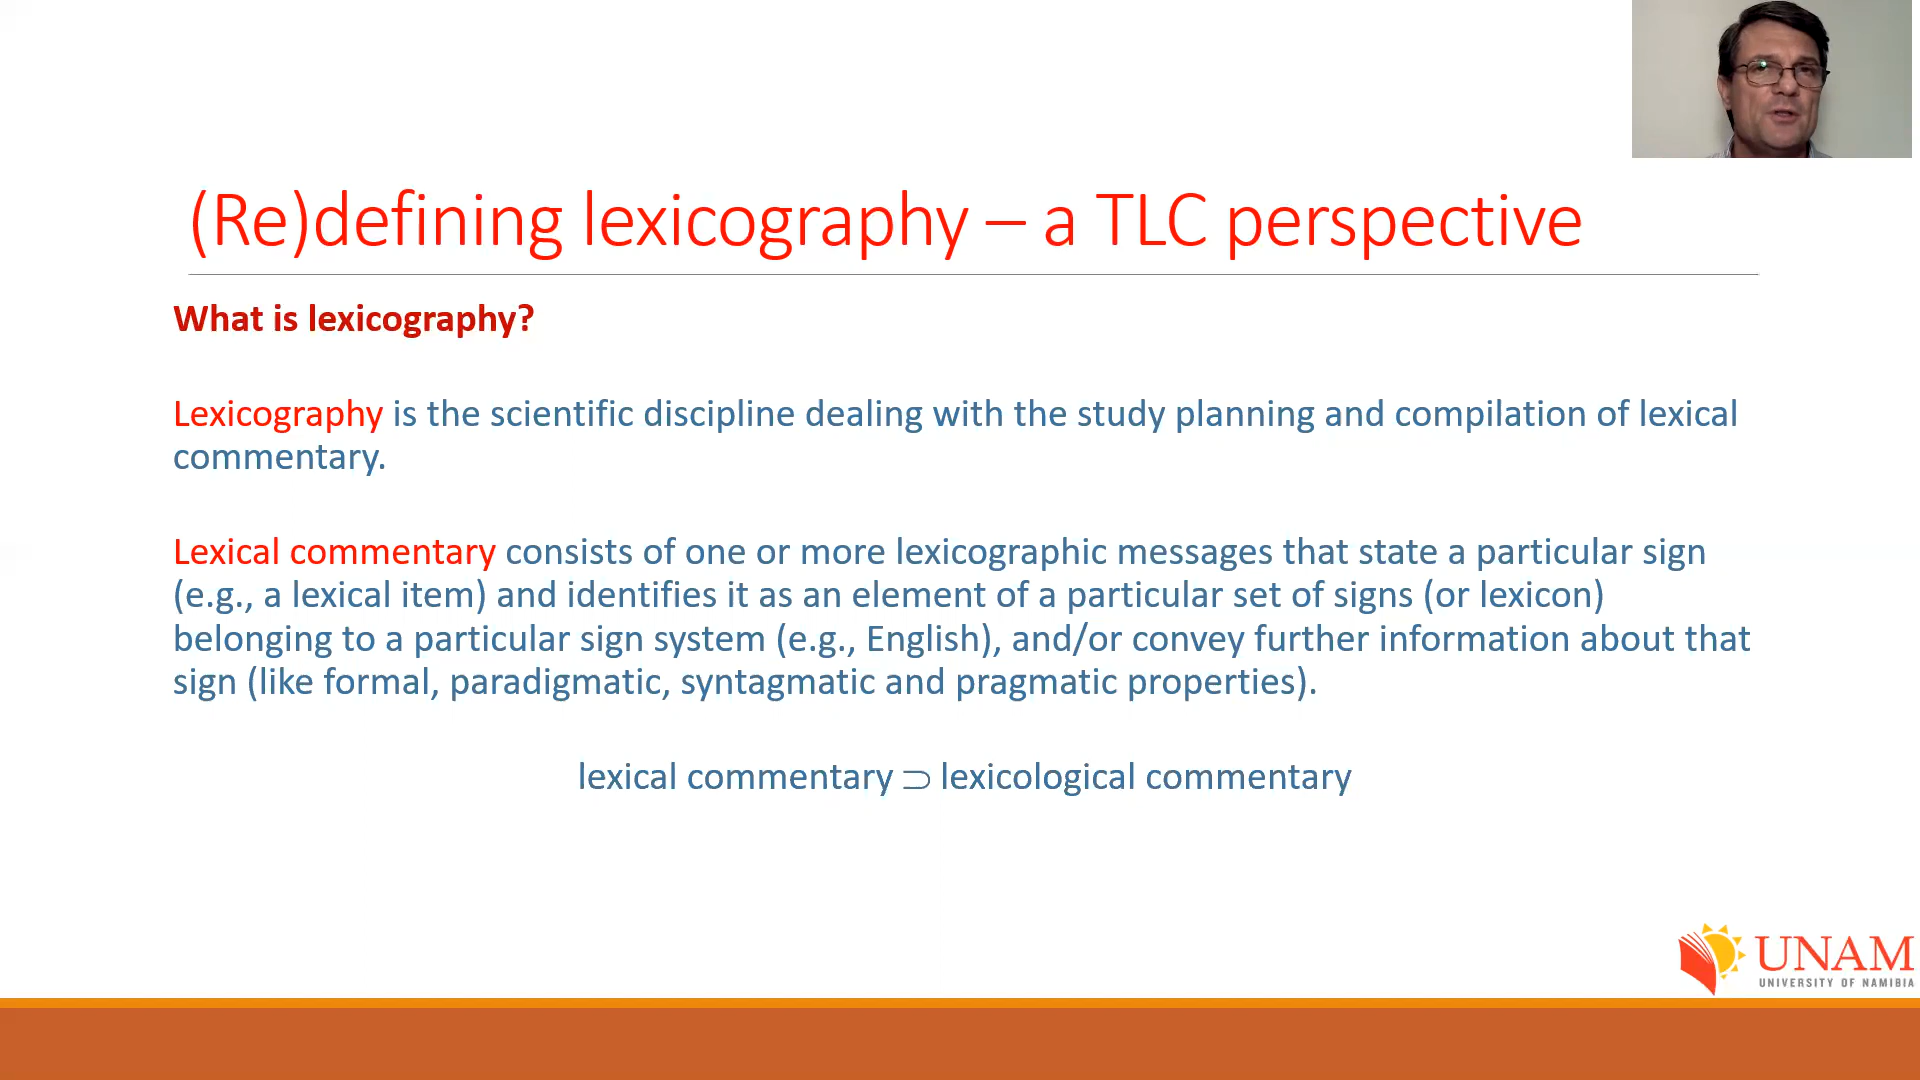 (Re)defining lexicography – a TLC perspective
What is lexicography?
Lexicography is the scientific discipline dealing with the study planning and compilation of lexical
commentary.
Lexical commentary consists of one or more lexicographic messages that state a particular sign
(e.g., a lexical item) and identifies it as an element of a particular set of signs (or lexicon)
belonging to a particular sign system (e.g., English), and/or convey further information about that
sign (like formal, paradigmatic, syntagmatic and pragmatic properties).
lexical commentary ⊃ lexicological commentary
UNAM
UNIVERSITY OF NAMIBIA